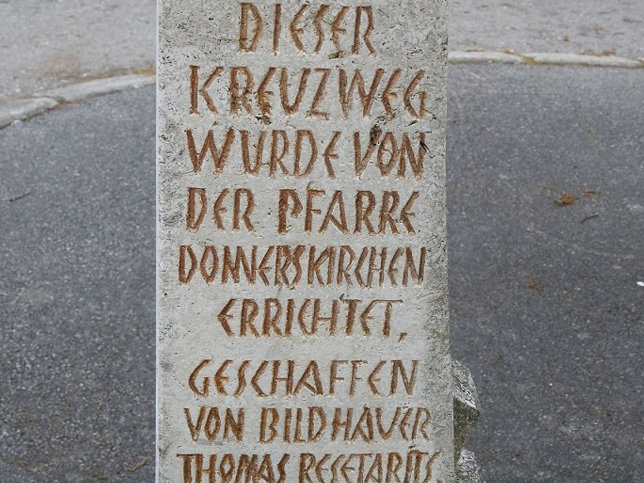 DIESER
KREUZWEG
WURDE VON
DER PFARRE
DONNERSKIRCHEN
ERRICHTET,
GESCHAFFEN
VON BILDHAUER
THOMAS RESETARITS.